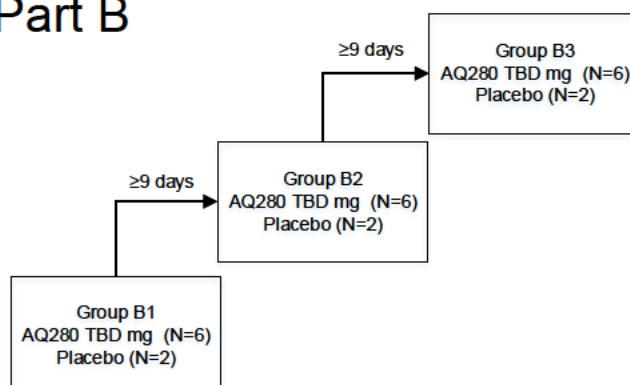 Part B
≥9 days
Group B3
AQ280 TBD mg (N=6)
Placebo (N=2)
≥9 days
Group B2
AQ280 TBD mg (N=6)
Placebo (N=2)
Group B1
AQ280 TBD mg (N=6)
Placebo (N=2)